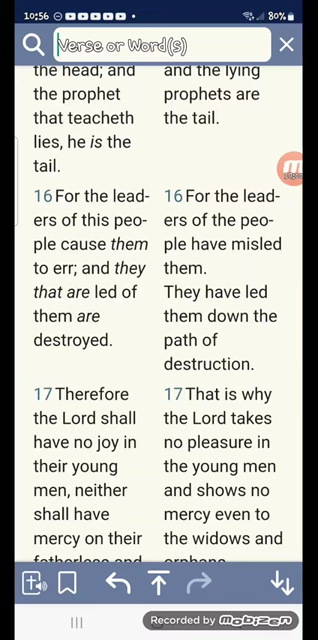 10:56
80%
Verse or Word(s)
the head; and
the prophet
that teacheth
lies, he is the
tail.
and the lying
prophets are
the tail.
16 For the lead-
ers of this peo-
ple cause them
to err; and they
that are led of
them are
destroyed.
16 For the lead-
ers of the peo-
ple have misled
them.
They have led
them down the
path of
destruction.
17 Therefore
the Lord shall
have no joy in
their young
men, neither
shall have
mercy on their
fatherless and
17 That is why
the Lord takes
no pleasure in
the young men
and shows no
mercy even to
the widows and
orphans
Recorded by mobizen